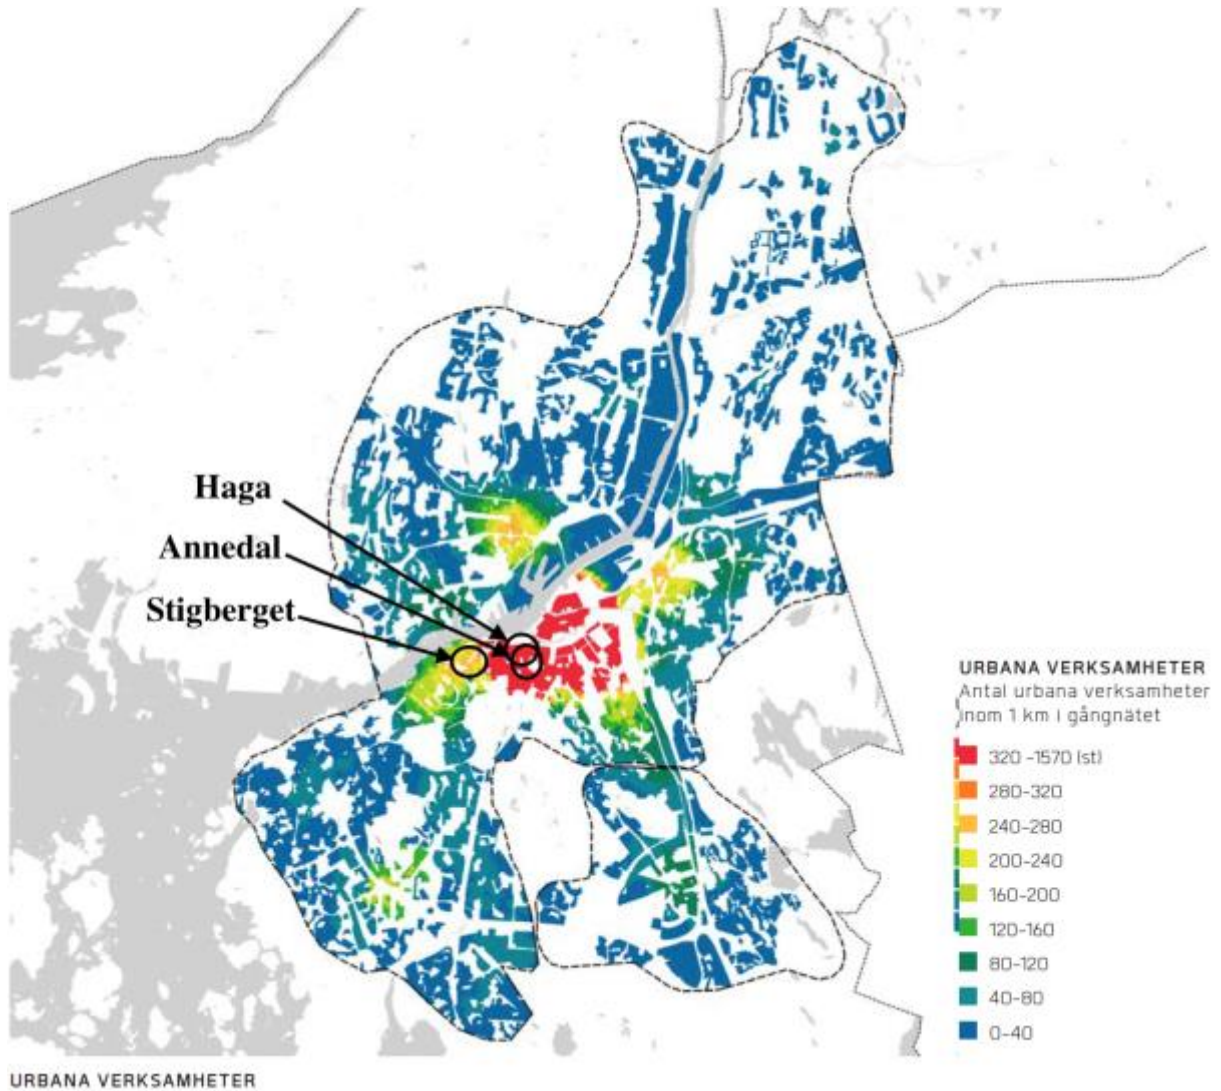 Haga
Annedal
Stigberget
URBANA VERKSAMHETER
Antal urbana verksamheter
inom 1 km i gångnätet
320 -1570 (st)
280-320
240-280
200-240
160-200
120-160
80-120
40-80
0-40
URBANA VERKSAMHETER